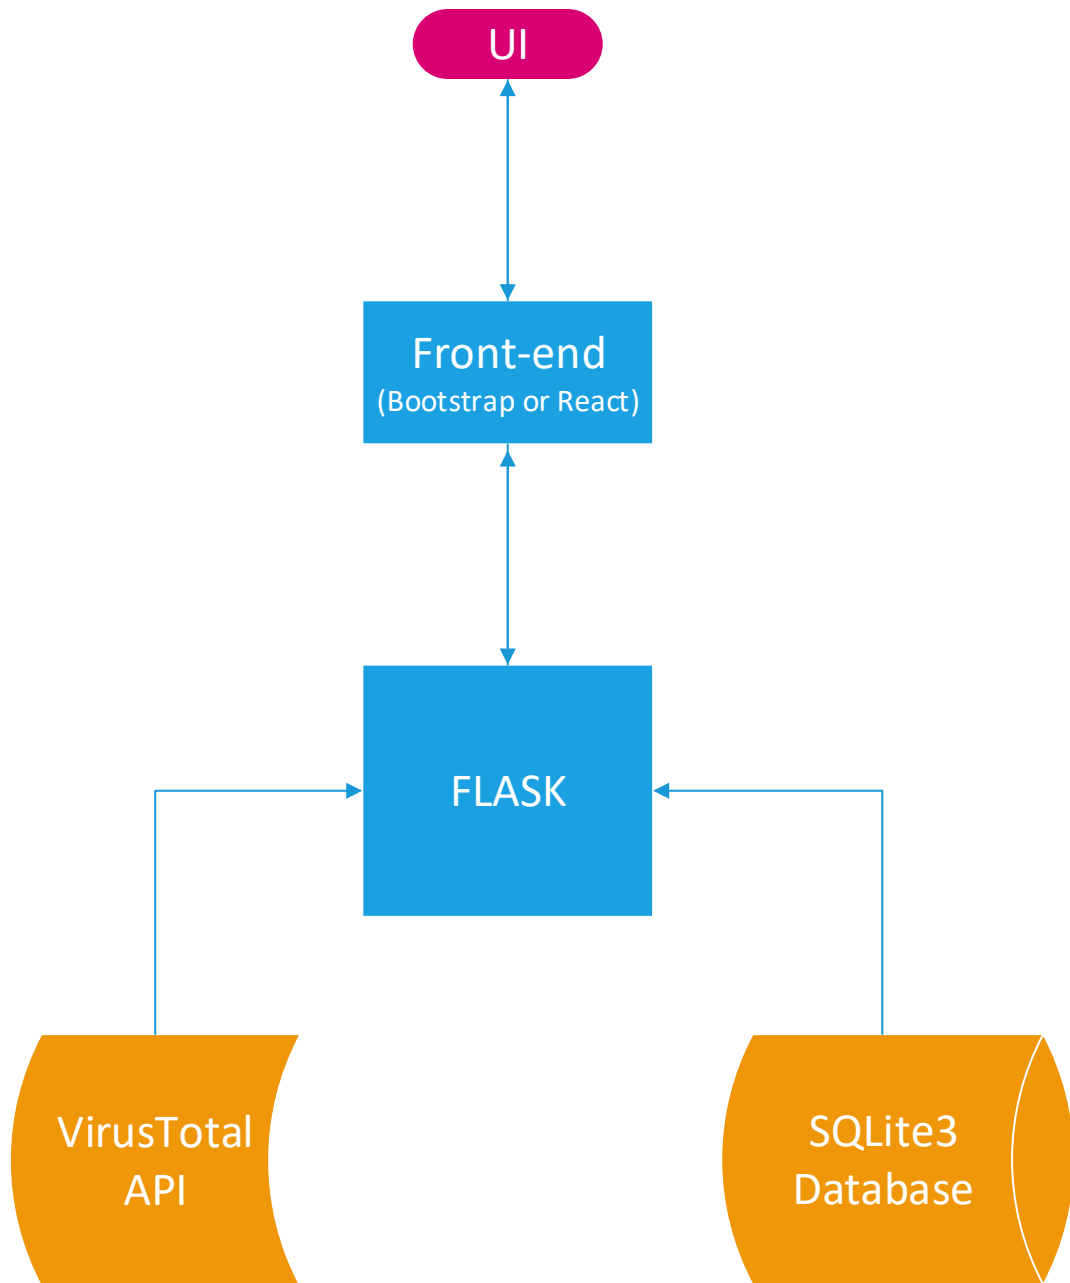 UI
Front-end
(Bootstrap or React)
FLASK
VirusTotal
API
SQLite3
Database